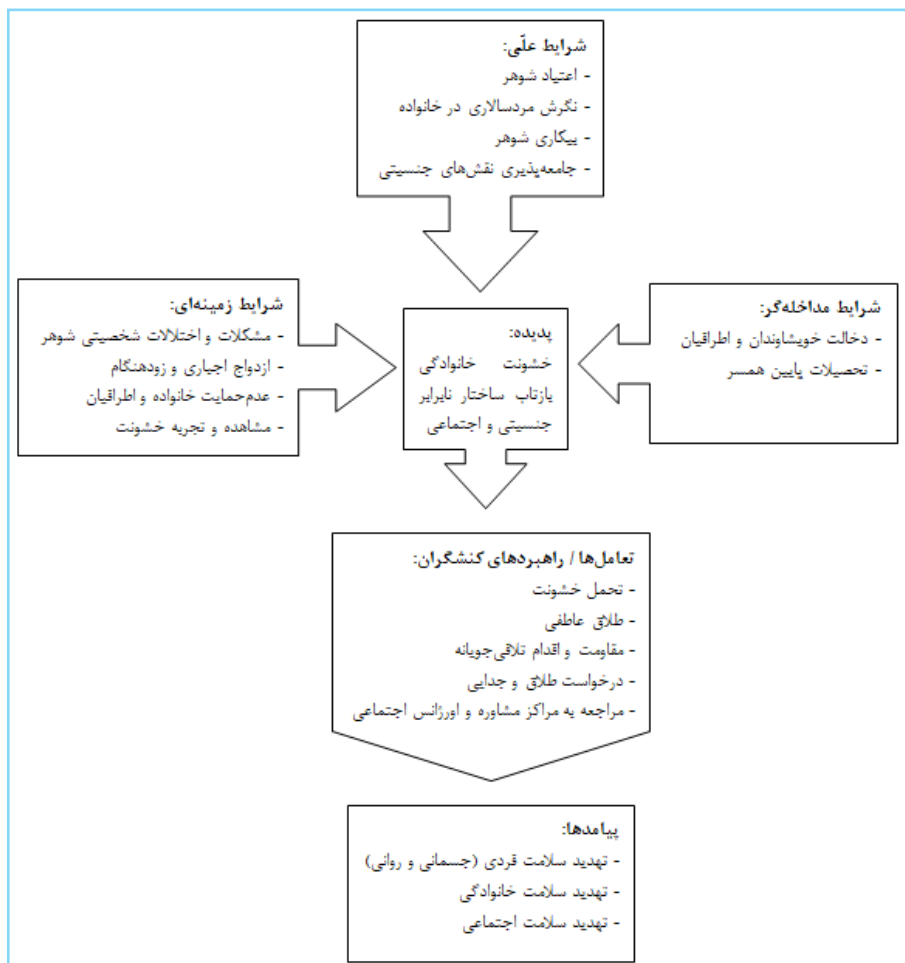 شرایط علّی:
- اعتیاد شوهر
- نگرش مردسالاری در خانواده
- بیکاری شوهر
- جامعه‌پذیری نقش‌های جنسیتی
شرایط مداخله‌گر:
- دخالت خویشاوندان و اطرافیان
- تحصیلات پایین همسر
پدیده:
خشونت خانوادگی
بازتاب ساختار نابرابر
جنسیتی و اجتماعی
شرایط زمینه‌ای:
- مشکلات و اختلالات شخصیتی شوهر
- ازدواج اجباری و زودهنگام
- عدم‌حمایت خانواده و اطرافیان
- مشاهده و تجربه خشونت
تعامل‌ها / راهبردهای کنشگران:
- تحمل خشونت
- طلاق عاطفی
- مقاومت و اقدام تلافی‌جویانه
- درخواست طلاق و جدایی
- مراجعه به مراکز مشاوره و اورژانس اجتماعی
پیامدها:
- تهدید سلامت فردی (جسمانی و روانی)
- تهدید سلامت خانوادگی
- تهدید سلامت اجتماعی